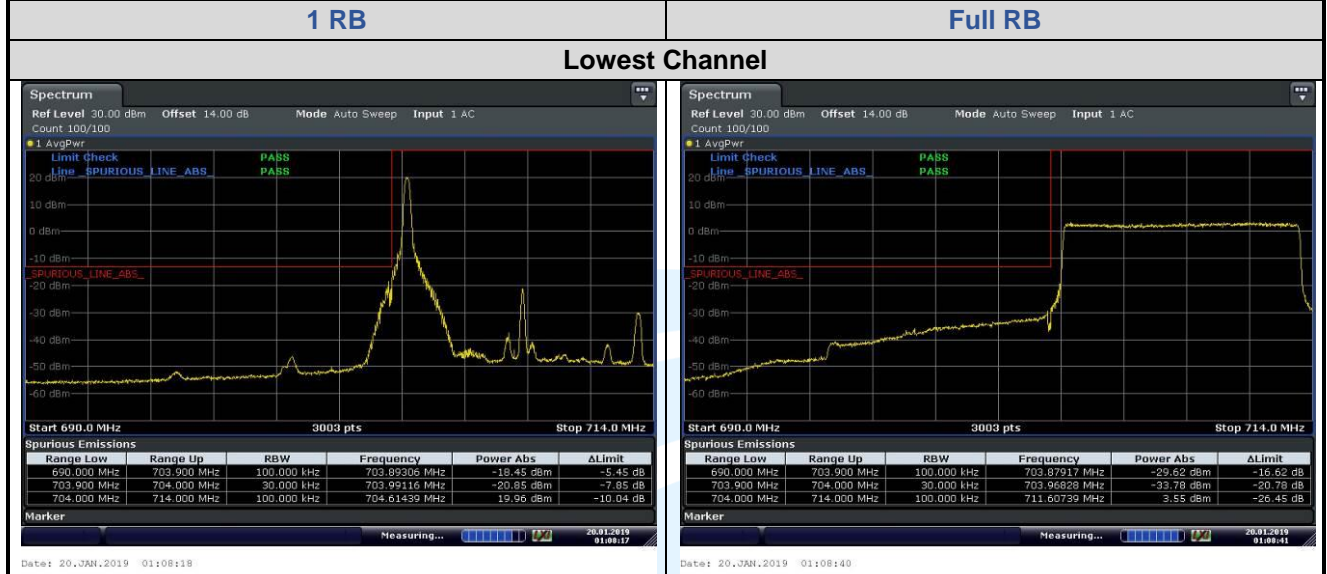 1 RB Full RB
Lowest Channel
Spectrum
Ref Level 30.00 dBm Offset 14.00 dB Mode Auto Sweep Input 1 AC
Count 100/100
1 AvgPwr
Limit Check PASS
Line _SPURIOUS_LINE_ABS_ PASS
20 dBm
10 dBm
0 dBm
-10 dBm
_SPURIOUS_LINE_ABS_
-20 dBm
-30 dBm
-40 dBm
-50 dBm
-60 dBm
Start 690.0 MHz 3003 pts Stop 714.0 MHz
Spurious Emissions
Range Low Range Up RBW Frequency Power Abs ΔLimit
690.000 MHz 703.900 MHz 100.000 kHz 703.89306 MHz -18.45 dBm -5.45 dB
703.900 MHz 704.000 MHz 30.000 kHz 703.99116 MHz -20.85 dBm -7.85 dB
704.000 MHz 714.000 MHz 100.000 kHz 704.61439 MHz 19.96 dBm -10.04 dB
Marker
Measuring... 20.01.2019
01:08:17
Date: 20.JAN.2019 01:08:18
Spectrum
Ref Level 30.00 dBm Offset 14.00 dB Mode Auto Sweep Input 1 AC
Count 100/100
1 AvgPwr
Limit Check PASS
Line _SPURIOUS_LINE_ABS_ PASS
20 dBm
10 dBm
0 dBm
-10 dBm
_SPURIOUS_LINE_ABS_
-20 dBm
-30 dBm
-40 dBm
-50 dBm
-60 dBm
Start 690.0 MHz 3003 pts Stop 714.0 MHz
Spurious Emissions
Range Low Range Up RBW Frequency Power Abs ΔLimit
690.000 MHz 703.900 MHz 100.000 kHz 703.87917 MHz -29.62 dBm -16.62 dB
703.900 MHz 704.000 MHz 30.000 kHz 703.96828 MHz -33.78 dBm -20.78 dB
704.000 MHz 714.000 MHz 100.000 kHz 711.60739 MHz 3.55 dBm -26.45 dB
Marker
Measuring... 20.01.2019
01:08:41
Date: 20.JAN.2019 01:08:40